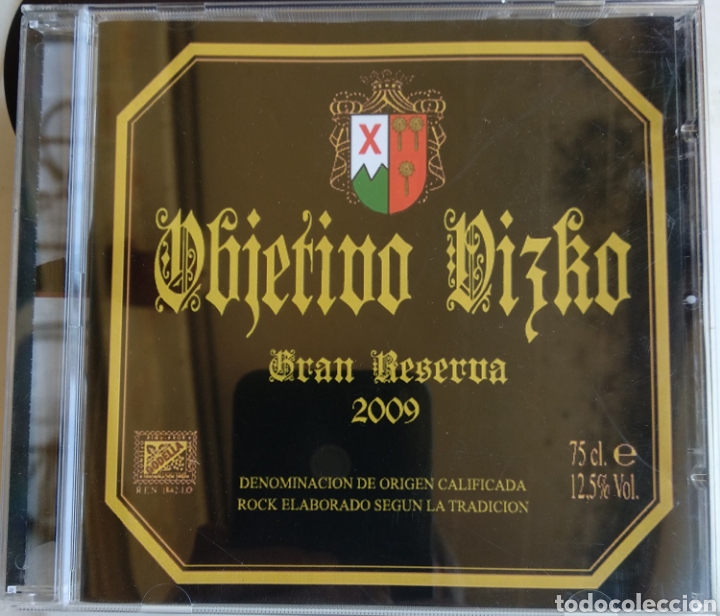 X
Objetivo Vizko
Gran Reserva
2009
75 cl. e
12,5% Vol.
DENOMINACION DE ORIGEN CALIFICADA
ROCK ELABORADO SEGUN LA TRADICION
todocoleccion